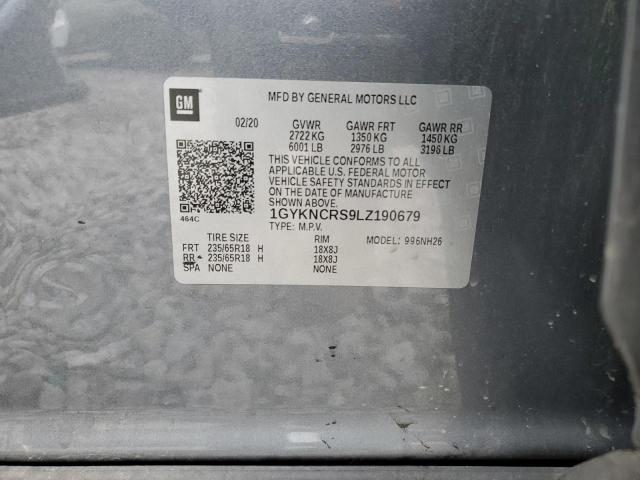 GM
MFD BY GENERAL MOTORS LLC
02/20 GVWR GAWR FRT GAWR RR
2722 KG 1350 KG 1450 KG
6001 LB 2976 LB 3196 LB
THIS VEHICLE CONFORMS TO ALL
APPLICABLE U.S. FEDERAL MOTOR
VEHICLE SAFETY STANDARDS IN EFFECT
ON THE DATE OF MANUFACTURE
SHOWN ABOVE.
464C
1GYKNCRS9LZ190679
TYPE: M.P.V.
TIRE SIZE RIM MODEL: 996NH26
FRT 235/65R18 H 18X8J
RR 235/65R18 H 18X8J
SPA NONE NONE